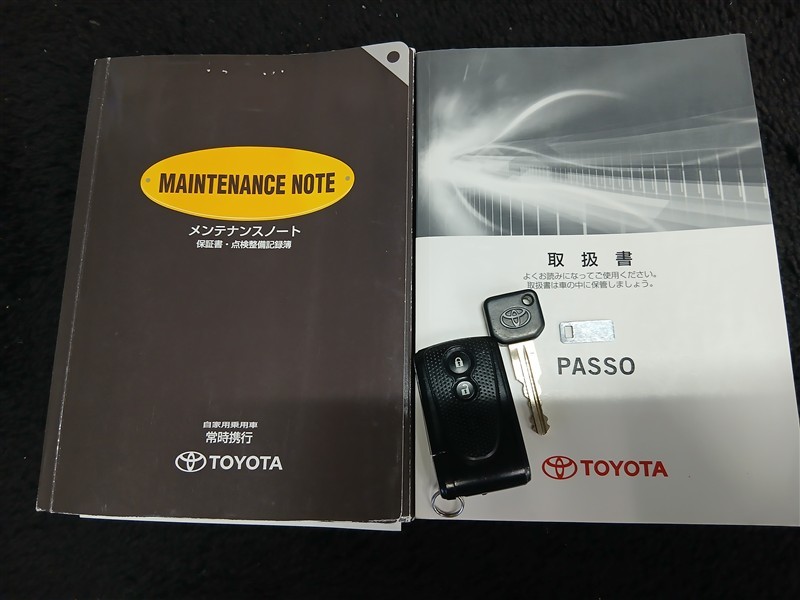 MAINTENANCE NOTE
メンテナンスノート
保証書・点検整備記録簿
自家用乗用車
常時携行
TOYOTA
取扱書
よくお読みになってご使用ください。
取扱書は車の中に保管しましょう。
PASSO
TOYOTA